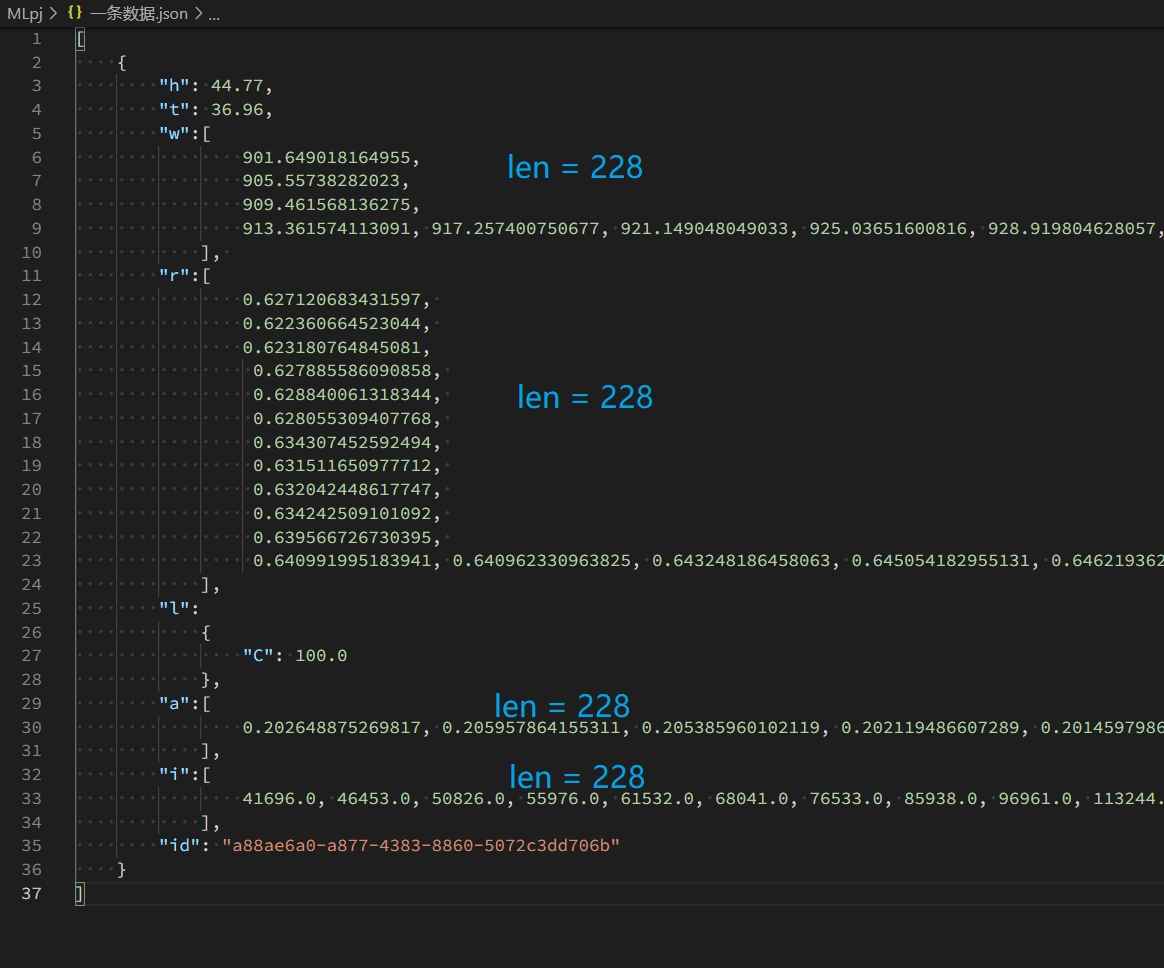 MLpj > {} 一条数据.json > ...
1 [
2 {
3 "h": 44.77,
4 "t": 36.96,
5 "w":[
6 901.649018164955,
len = 228
7 905.55738282023,
8 909.461568136275,
9 913.361574113091, 917.257400750677, 921.149048049033, 925.03651600816, 928.919804628057,
10 ],
11 "r":[
12 0.627120683431597,
13 0.622360664523044,
14 0.623180764845081,
15 0.627885586090858,
16 0.628840061318344,
len = 228
17 0.628055309407768,
18 0.634307452592494,
19 0.631511650977712,
20 0.632042448617747,
21 0.634242509101092,
22 0.639566726730395,
23 0.640991995183941, 0.640962330963825, 0.643248186458063, 0.645054182955131, 0.646219362
24 ],
25 "l":
26 {
27 "C": 100.0
28 },
29 "a":[
len = 228
30 0.202648875269817, 0.205957864155311, 0.205385960102119, 0.202119486607289, 0.2014597986
31 ],
32 "i":[
len = 228
33 41696.0, 46453.0, 50826.0, 55976.0, 61532.0, 68041.0, 76533.0, 85938.0, 96961.0, 113244.
34 ],
35 "id": "a88ae6a0-a877-4383-8860-5072c3dd706b"
36 }
37 ]